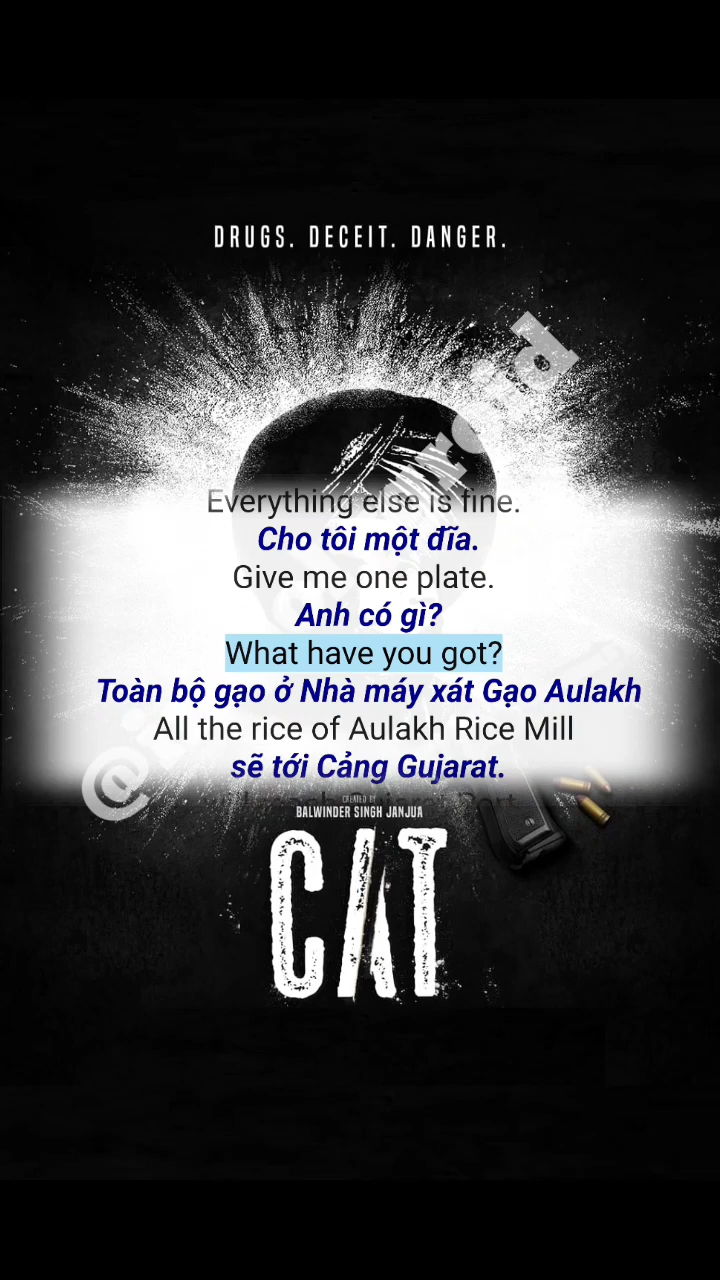 DRUGS. DECEIT. DANGER.
Everything else is fine.
Cho tôi một đĩa.
Give me one plate.
Anh có gì?
What have you got?
Toàn bộ gạo ở Nhà máy xát Gạo Aulakh
All the rice of Aulakh Rice Mill
sẽ tới Cảng Gujarat.
CREATED BY
BALWINDER SINGH JANJUA
CAT